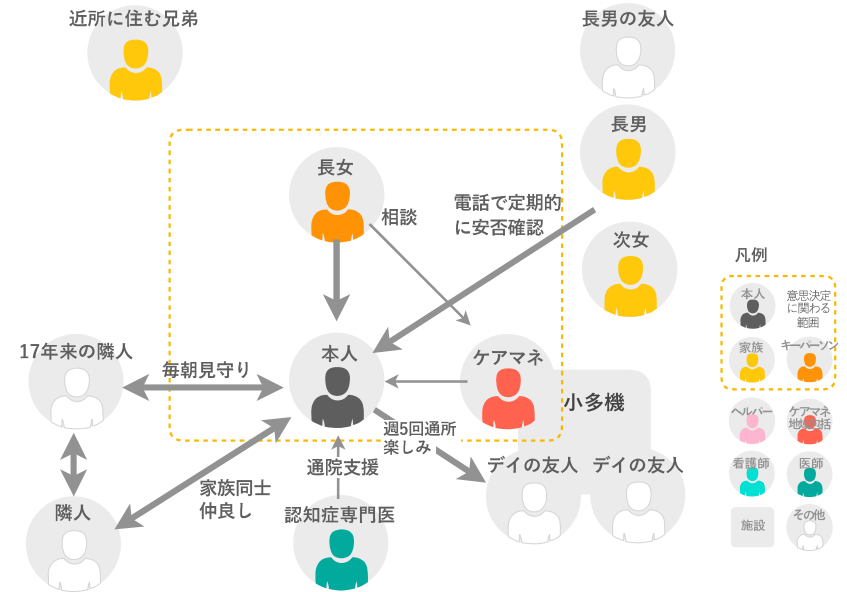 近所に住む兄弟
長男の友人
長男
長女
電話で定期的
に安否確認
相談
次女
凡例
本人
意思決定
に関わる
範囲
家族
キーパーソン
17年来の隣人
毎朝見守り
本人
ケアマネ
小多機
ヘルパー
ケアマネ
地域包括
週5回通所
楽しみ
通院支援
デイの友人
デイの友人
看護師
医師
家族同士
仲良し
隣人
認知症専門医
施設
その他